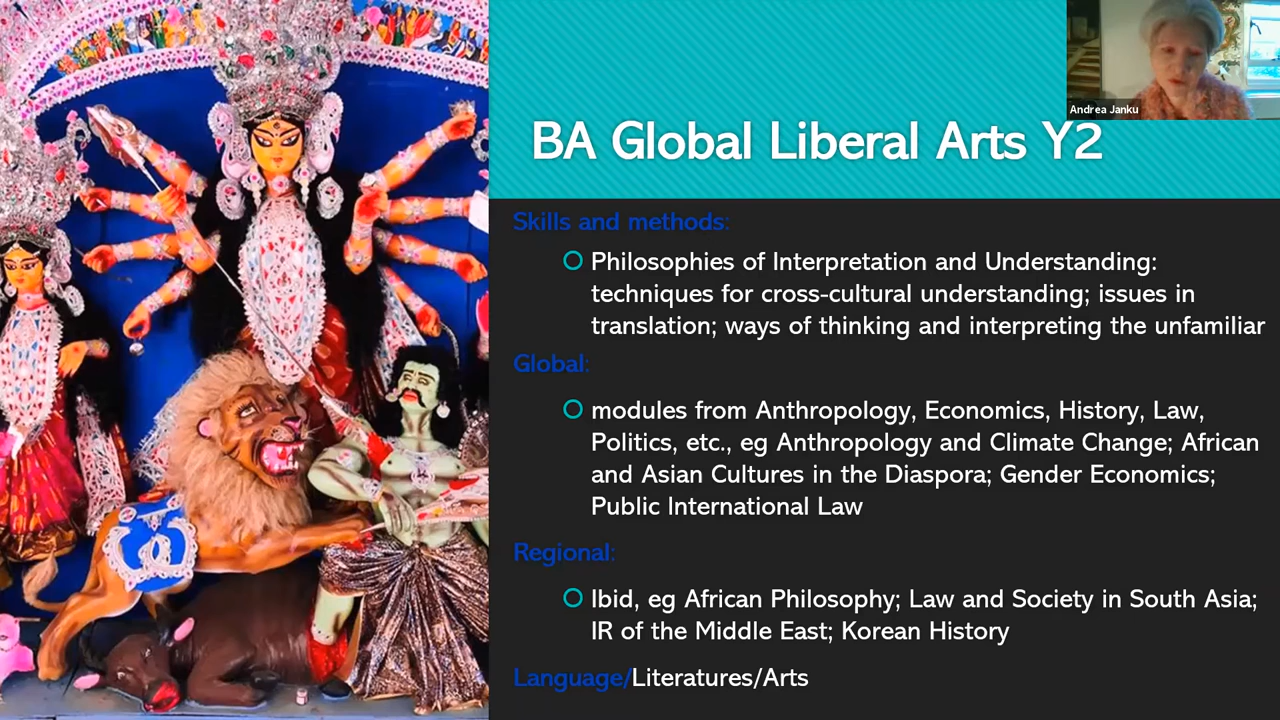 Andrea Janku
BA Global Liberal Arts Y2
Skills and methods:
Philosophies of Interpretation and Understanding:
techniques for cross-cultural understanding; issues in
translation; ways of thinking and interpreting the unfamiliar
Global:
modules from Anthropology, Economics, History, Law,
Politics, etc., eg Anthropology and Climate Change; African
and Asian Cultures in the Diaspora; Gender Economics;
Public International Law
Regional:
Ibid, eg African Philosophy; Law and Society in South Asia;
IR of the Middle East; Korean History
Language/Literatures/Arts